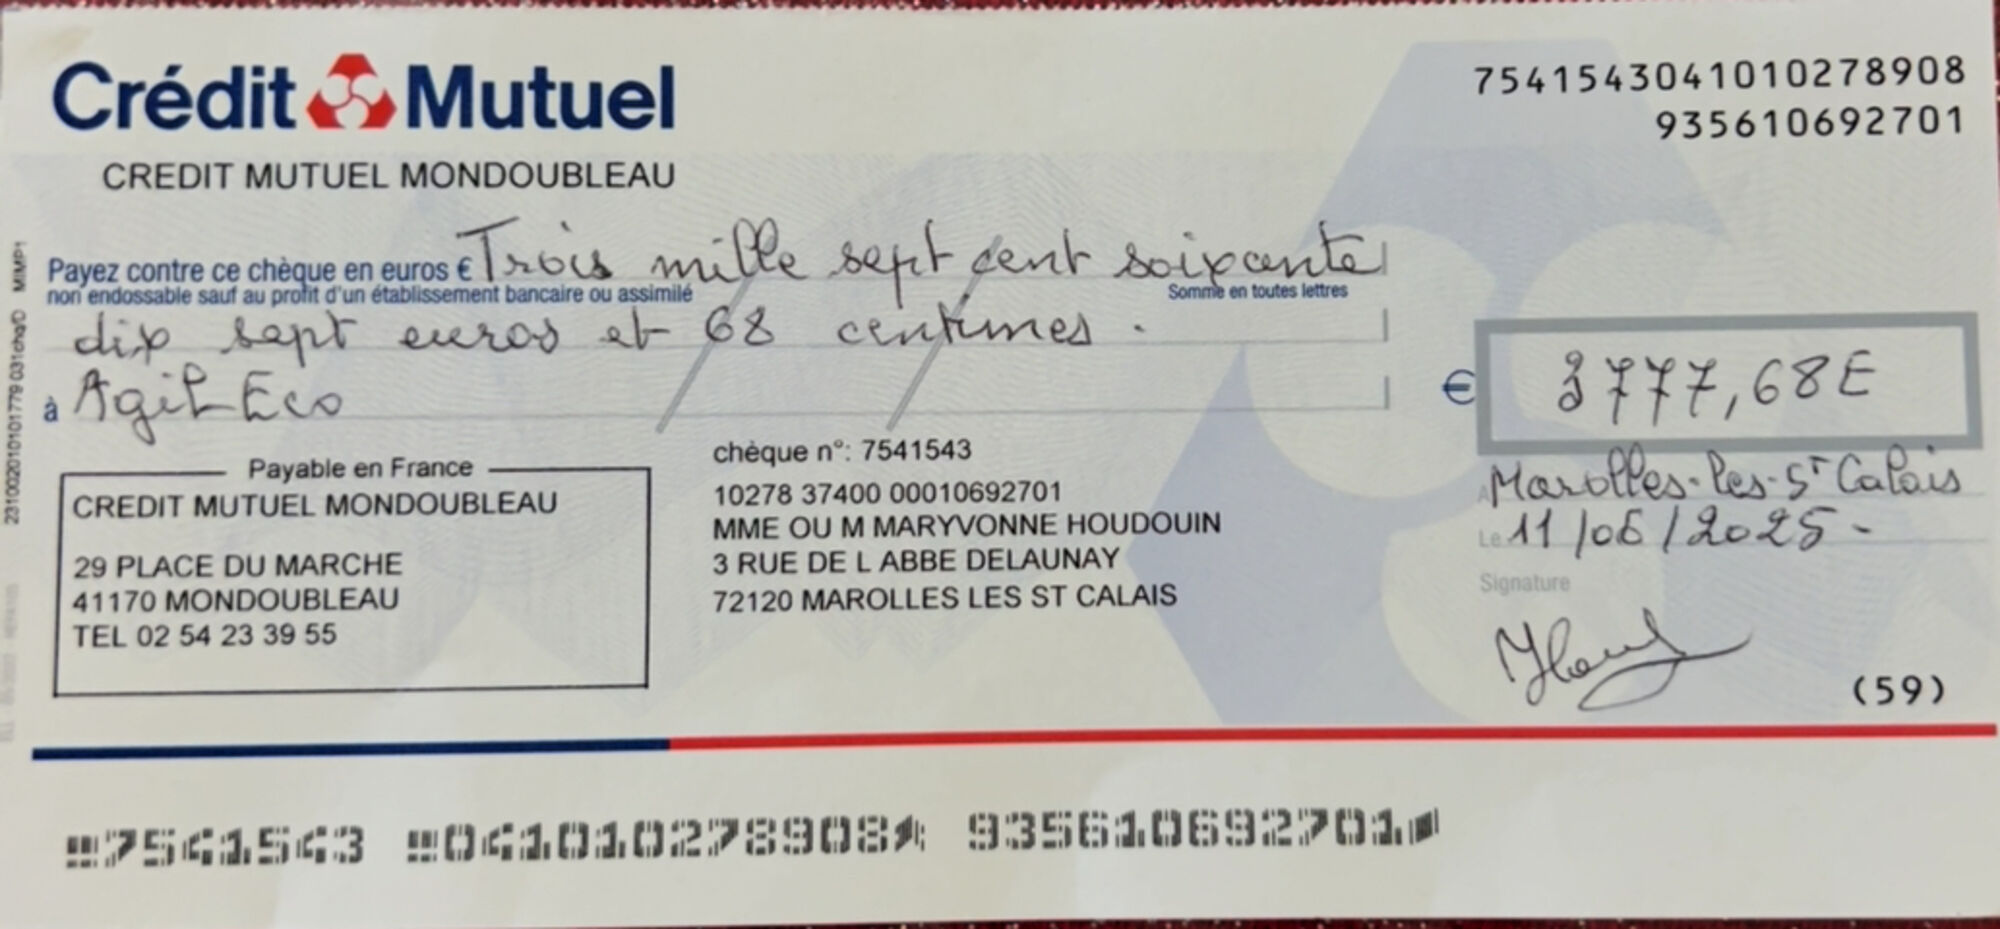 Crédit Mutuel
7541543041010278908
935610692701
CREDIT MUTUEL MONDOUBLEAU
Payez contre ce chèque en euros € Trois mille sept cent soixante
non endossable sauf au profit d'un établissement bancaire ou assimilé
Somme en toutes lettres
dix sept euros et 68 centimes.
à Agil-Eco
€ 3777,68E
Payable en France
CREDIT MUTUEL MONDOUBLEAU
29 PLACE DU MARCHE
41170 MONDOUBLEAU
TEL 02 54 23 39 55
chèque n°: 7541543
10278 37400 00010692701
MME OU M MARYVONNE HOUDOUIN
3 RUE DE L ABBE DELAUNAY
72120 MAROLLES LES ST CALAIS
A Marolles-les-St Calais
Le 11/06/2025-
Signature
(59)
7541543 041010278908 935610692701